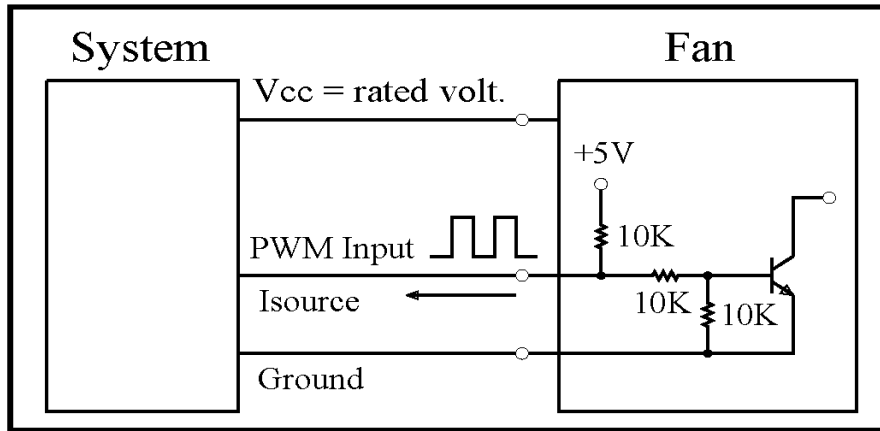 System
Fan
Vcc = rated volt.
+5V
10K
PWM Input
10K
10K
Isource
Ground